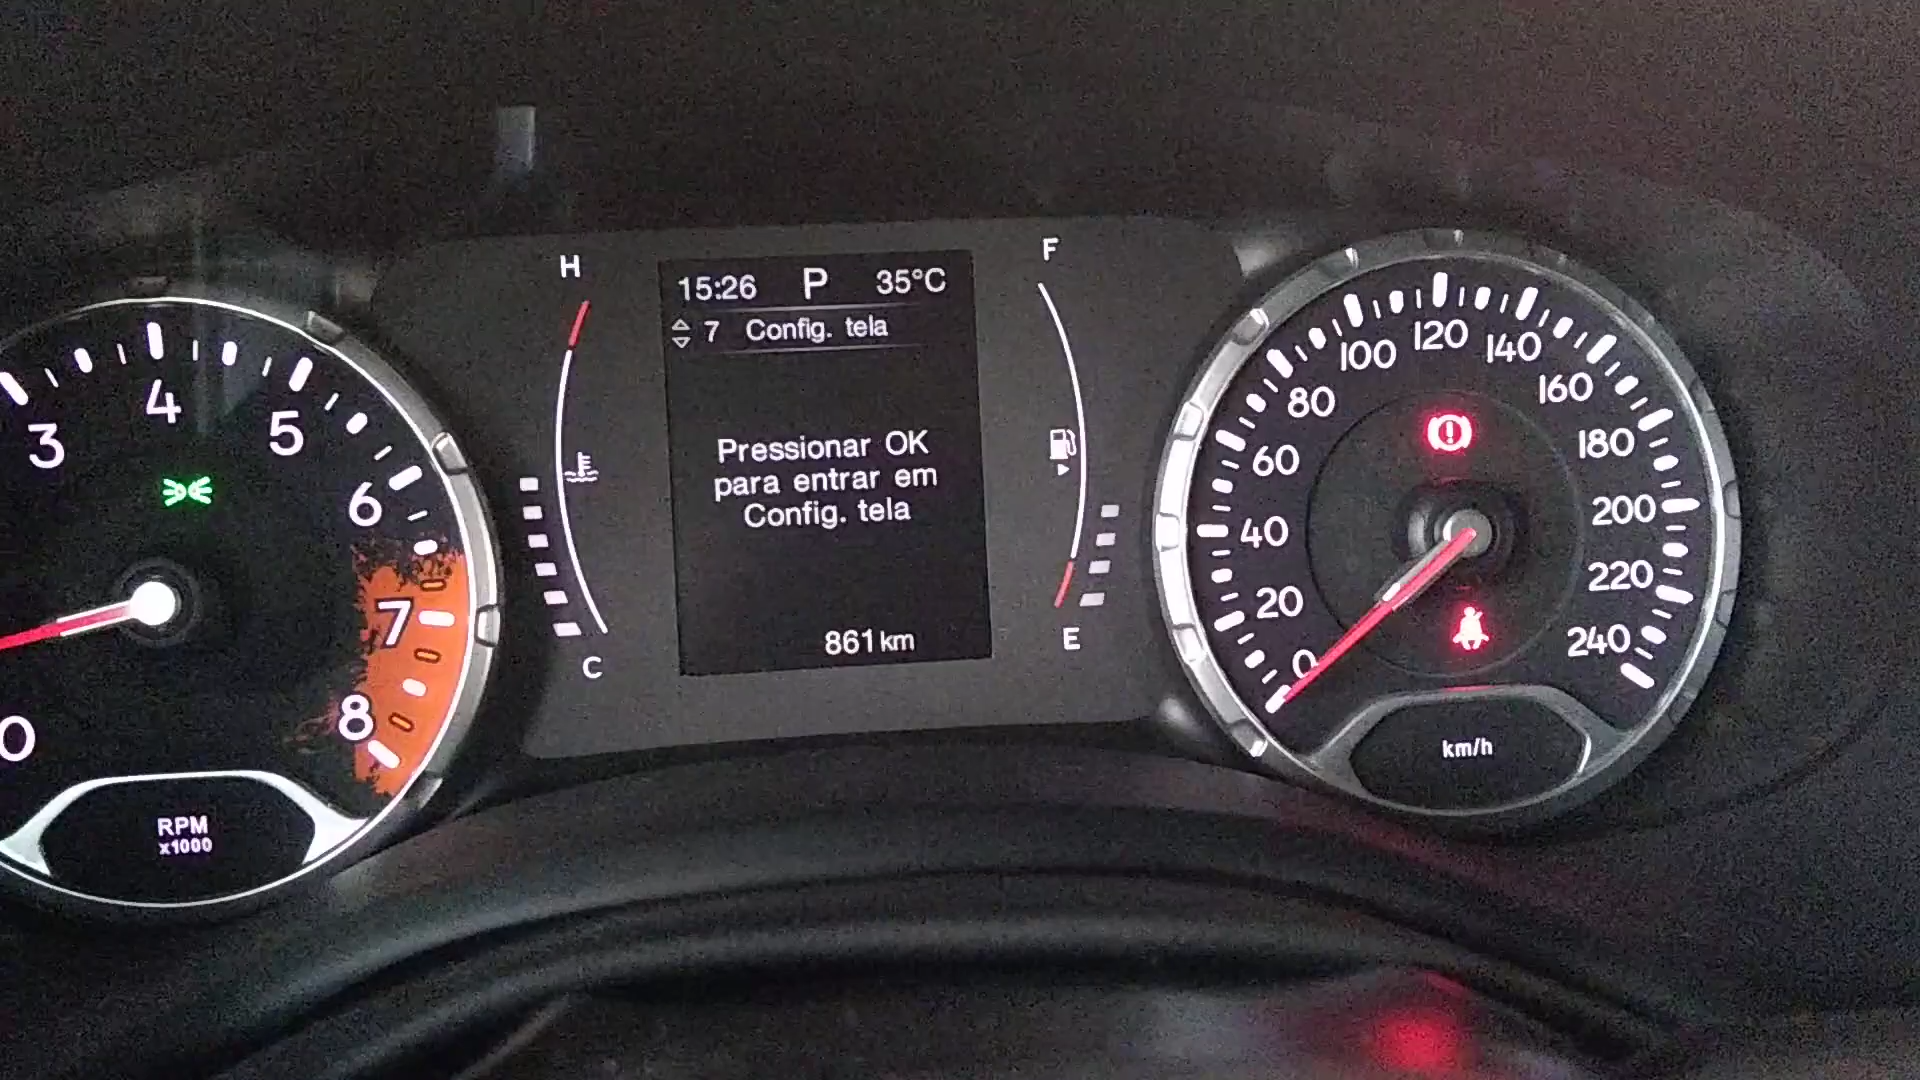 3
4
5
6
7
8
0
RPM
x1000
H
C
15:26 P 35°C
7 Config. tela
Pressionar OK
para entrar em
Config. tela
861 km
F
E
0
20
40
60
80
100
120
140
160
180
200
220
240
km/h